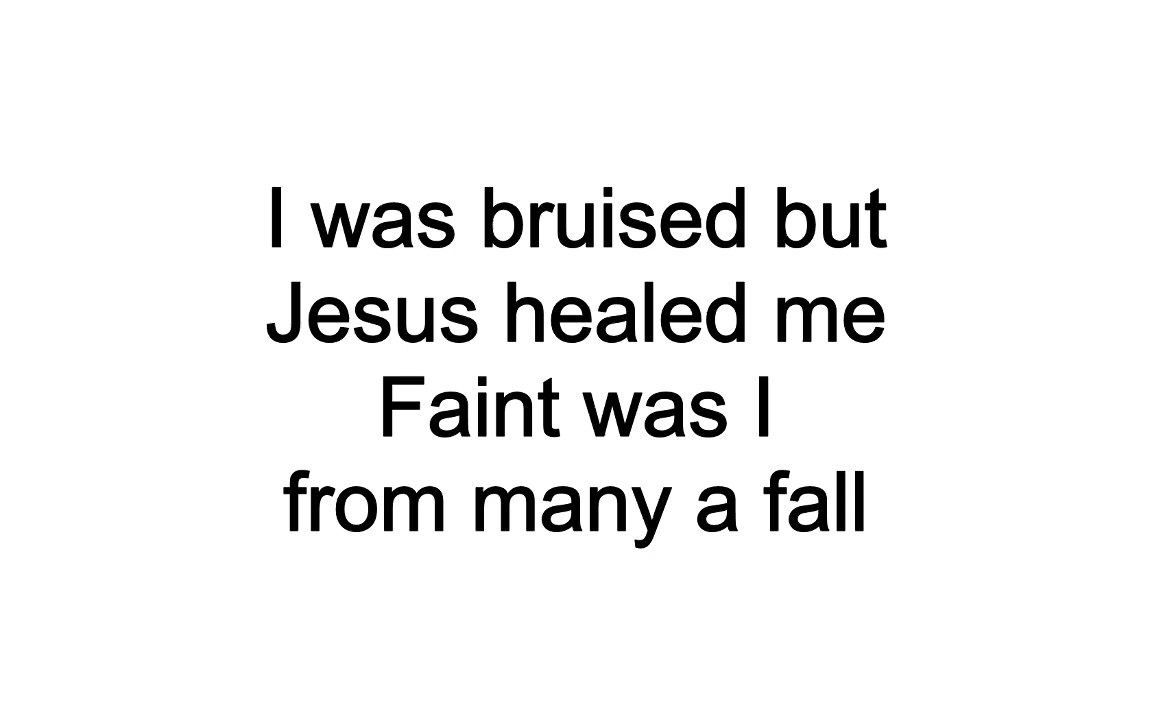 I was bruised but
Jesus healed me
Faint was I
from many a fall